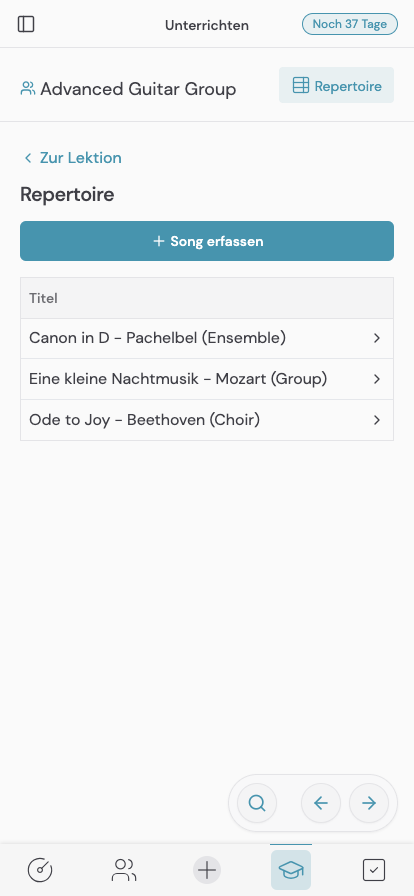 Unterrichten
Noch 37 Tage
Advanced Guitar Group
Repertoire
Zur Lektion
Repertoire
Song erfassen
Titel
Canon in D - Pachelbel (Ensemble)
Eine kleine Nachtmusik - Mozart (Group)
Ode to Joy - Beethoven (Choir)